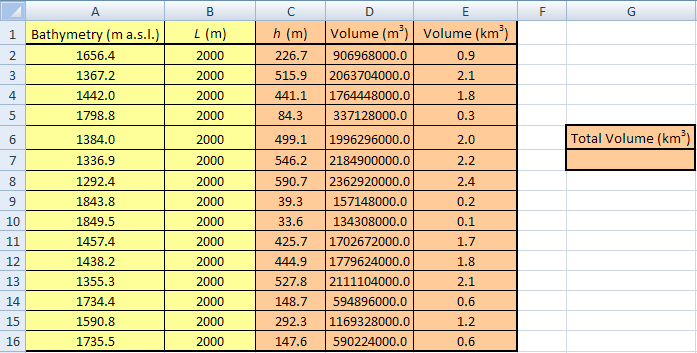 A B C D E F G
1 Bathymetry (m a.s.l.) L (m) h (m) Volume (m³) Volume (km³)
2 1656.4 2000 226.7 906968000.0 0.9
3 1367.2 2000 515.9 2063704000.0 2.1
4 1442.0 2000 441.1 1764448000.0 1.8
5 1798.8 2000 84.3 337128000.0 0.3
6 1384.0 2000 499.1 1996296000.0 2.0 Total Volume (km³)
7 1336.9 2000 546.2 2184900000.0 2.2
8 1292.4 2000 590.7 2362920000.0 2.4
9 1843.8 2000 39.3 157148000.0 0.2
10 1849.5 2000 33.6 134308000.0 0.1
11 1457.4 2000 425.7 1702672000.0 1.7
12 1438.2 2000 444.9 1779624000.0 1.8
13 1355.3 2000 527.8 2111104000.0 2.1
14 1734.4 2000 148.7 594896000.0 0.6
15 1590.8 2000 292.3 1169328000.0 1.2
16 1735.5 2000 147.6 590224000.0 0.6